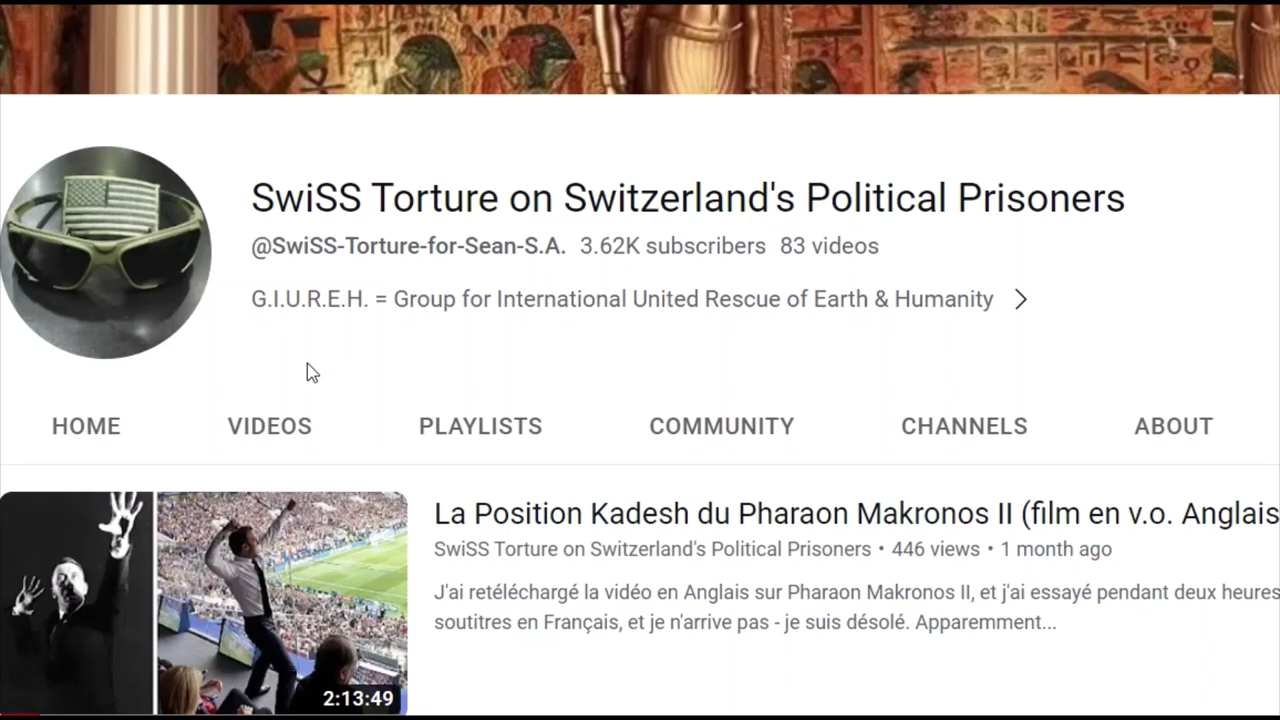 SwiSS Torture on Switzerland's Political Prisoners
@SwiSS-Torture-for-Sean-S.A. 3.62K subscribers 83 videos
G.I.U.R.E.H. = Group for International United Rescue of Earth & Humanity
HOME VIDEOS PLAYLISTS COMMUNITY CHANNELS ABOUT
La Position Kadesh du Pharaon Makronos II (film en v.o. Anglais
SwiSS Torture on Switzerland's Political Prisoners • 446 views • 1 month ago
J'ai retéléchargé la vidéo en Anglais sur Pharaon Makronos II, et j'ai essayé pendant deux heures
soutitres en Français, et je n'arrive pas - je suis désolé. Apparemment...
2:13:49